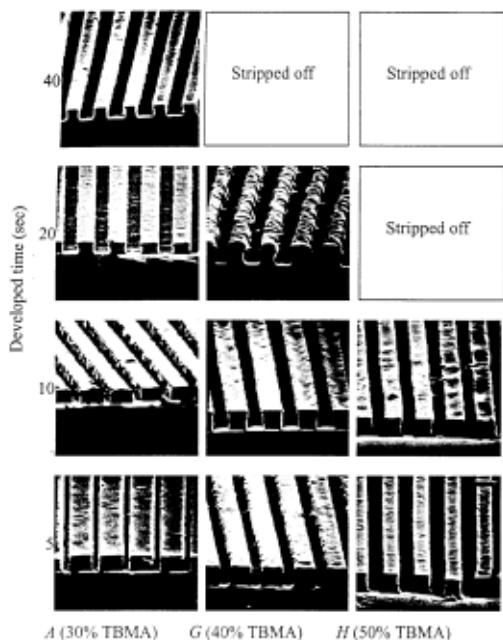 Developed time (sec)
40
Stripped off
Stripped off
20
Stripped off
10
5
A (30% TBMA)
G (40% TBMA)
H (50% TBMA)